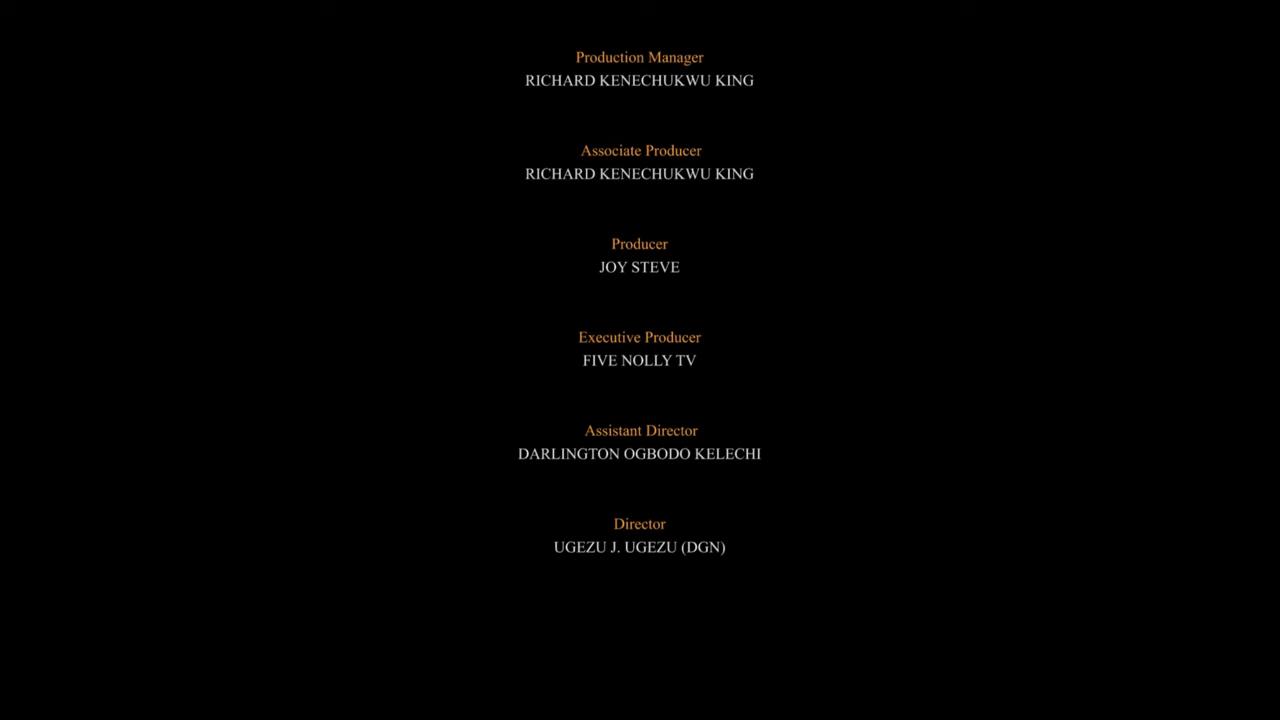 Production Manager
RICHARD KENECHUKWU KING
Associate Producer
RICHARD KENECHUKWU KING
Producer
JOY STEVE
Executive Producer
FIVE NOLLY TV
Assistant Director
DARLINGTON OGBODO KELECHI
Director
UGEZU J. UGEZU (DGN)